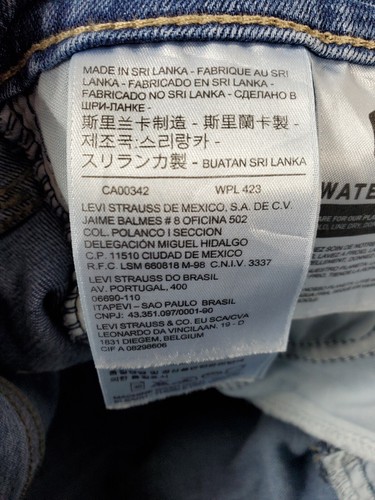 MADE IN SRI LANKA - FABRIQUE AU SRI
LANKA - FABRICADO EN SRI LANKA -
FABRICADO NO SRI LANKA - СДЕЛАНО В
ШРИ-ЛАНКЕ -
斯里兰卡制造 - 斯里蘭卡製 -
제조국:스리랑카 -
スリランカ製 - BUATAN SRI LANKA
CA00342 WPL 423
LEVI STRAUSS DE MEXICO, S.A. DE C.V.
JAIME BALMES # 8 OFICINA 502
COL. POLANCO I SECCION
DELEGACIÓN MIGUEL HIDALGO
C.P. 11510 CIUDAD DE MEXICO
R.F.C LSM 660818 M-98 C.N.I.V. 3337
LEVI STRAUSS DO BRASIL
AV. PORTUGAL, 400
06690-110
ITAPEVI – SAO PAULO BRASIL
CNPJ: 43.351.097/0001-90
LEVI STRAUSS & CO. EU SCA/CVA
LEONARDO DA VINCILAAN. 19 - D
1831 DIEGEM, BELGIUM
CIF A 08298606
WATE